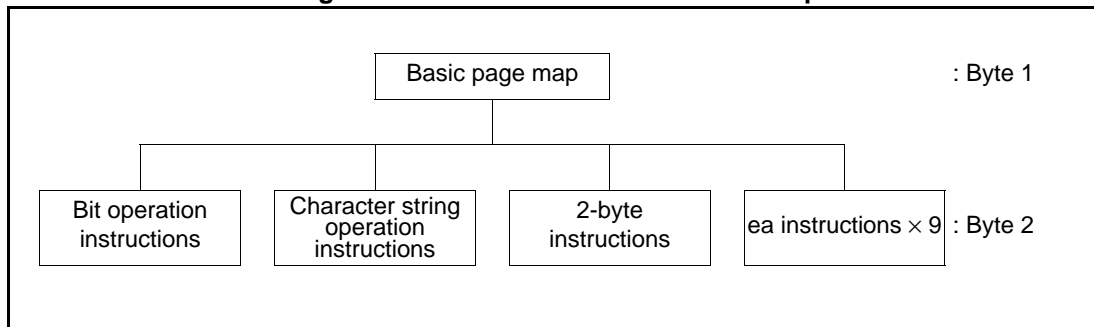 Basic page map
: Byte 1
Bit operation
instructions
Character string
operation
instructions
2-byte
instructions
ea instructions × 9
: Byte 2